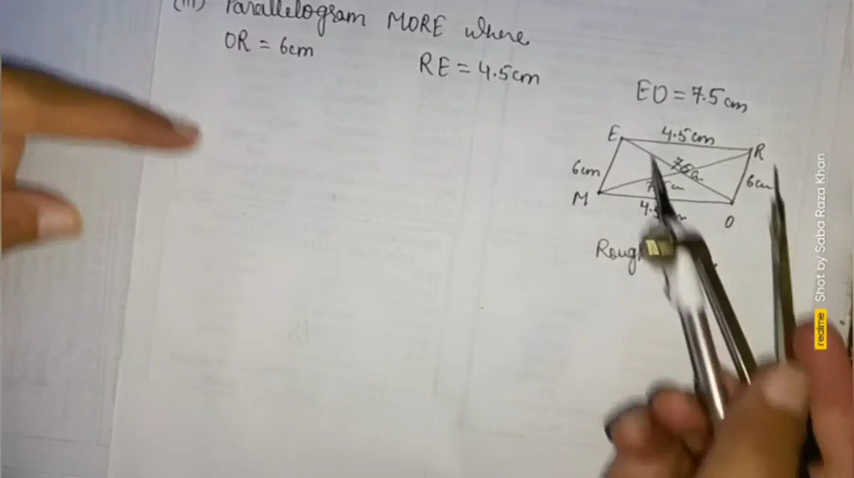 (iii) Parallelogram MORE where
OR = 6cm
RE = 4.5cm
EO = 7.5cm
E
4.5cm
R
6cm
6cm
M
O
Shot by Saba Raza Khan
realme